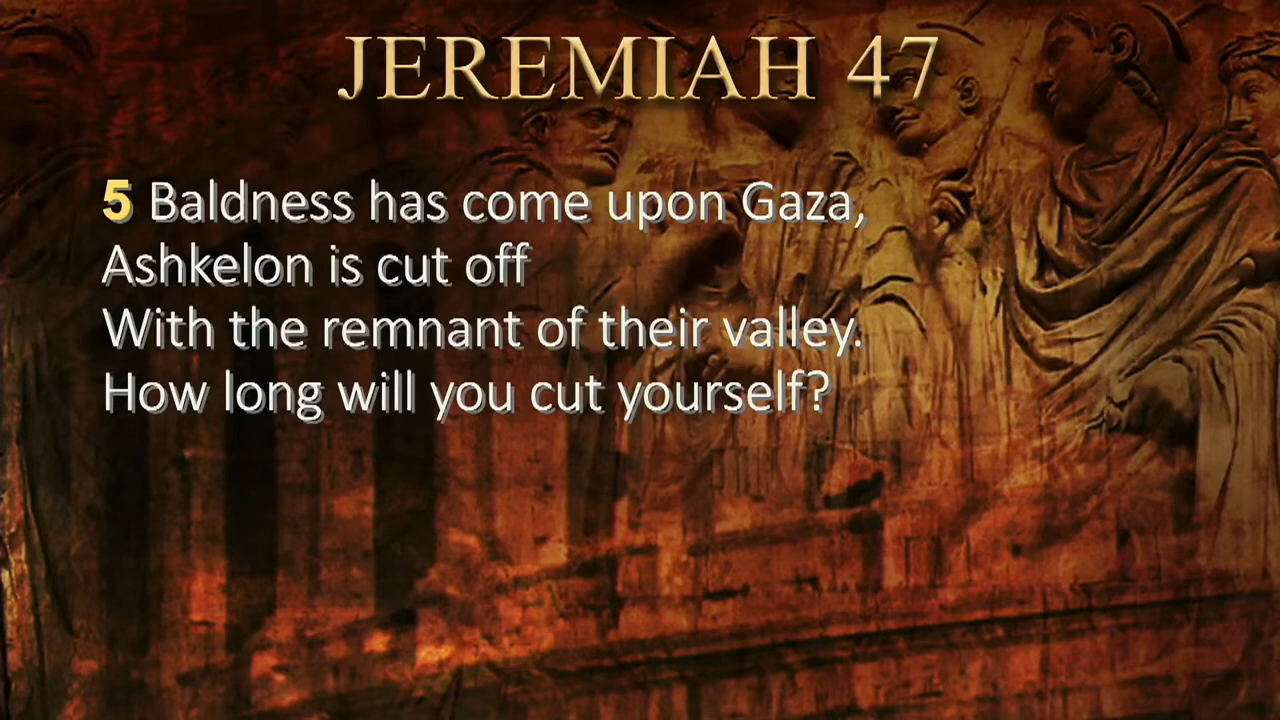 JEREMIAH 47
5 Baldness has come upon Gaza,
Ashkelon is cut off
With the remnant of their valley.
How long will you cut yourself?